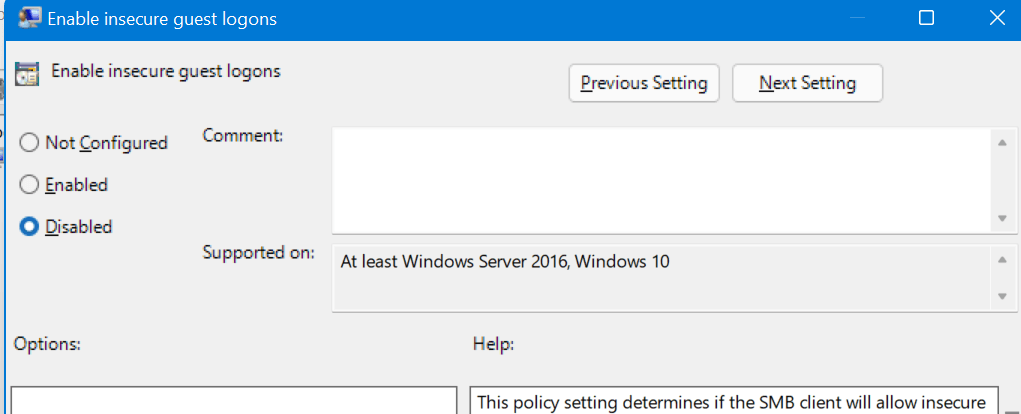 Enable insecure guest logons
Enable insecure guest logons
Previous Setting
Next Setting
Not Configured
Comment:
Enabled
Disabled
Supported on:
At least Windows Server 2016, Windows 10
Options:
Help:
This policy setting determines if the SMB client will allow insecure